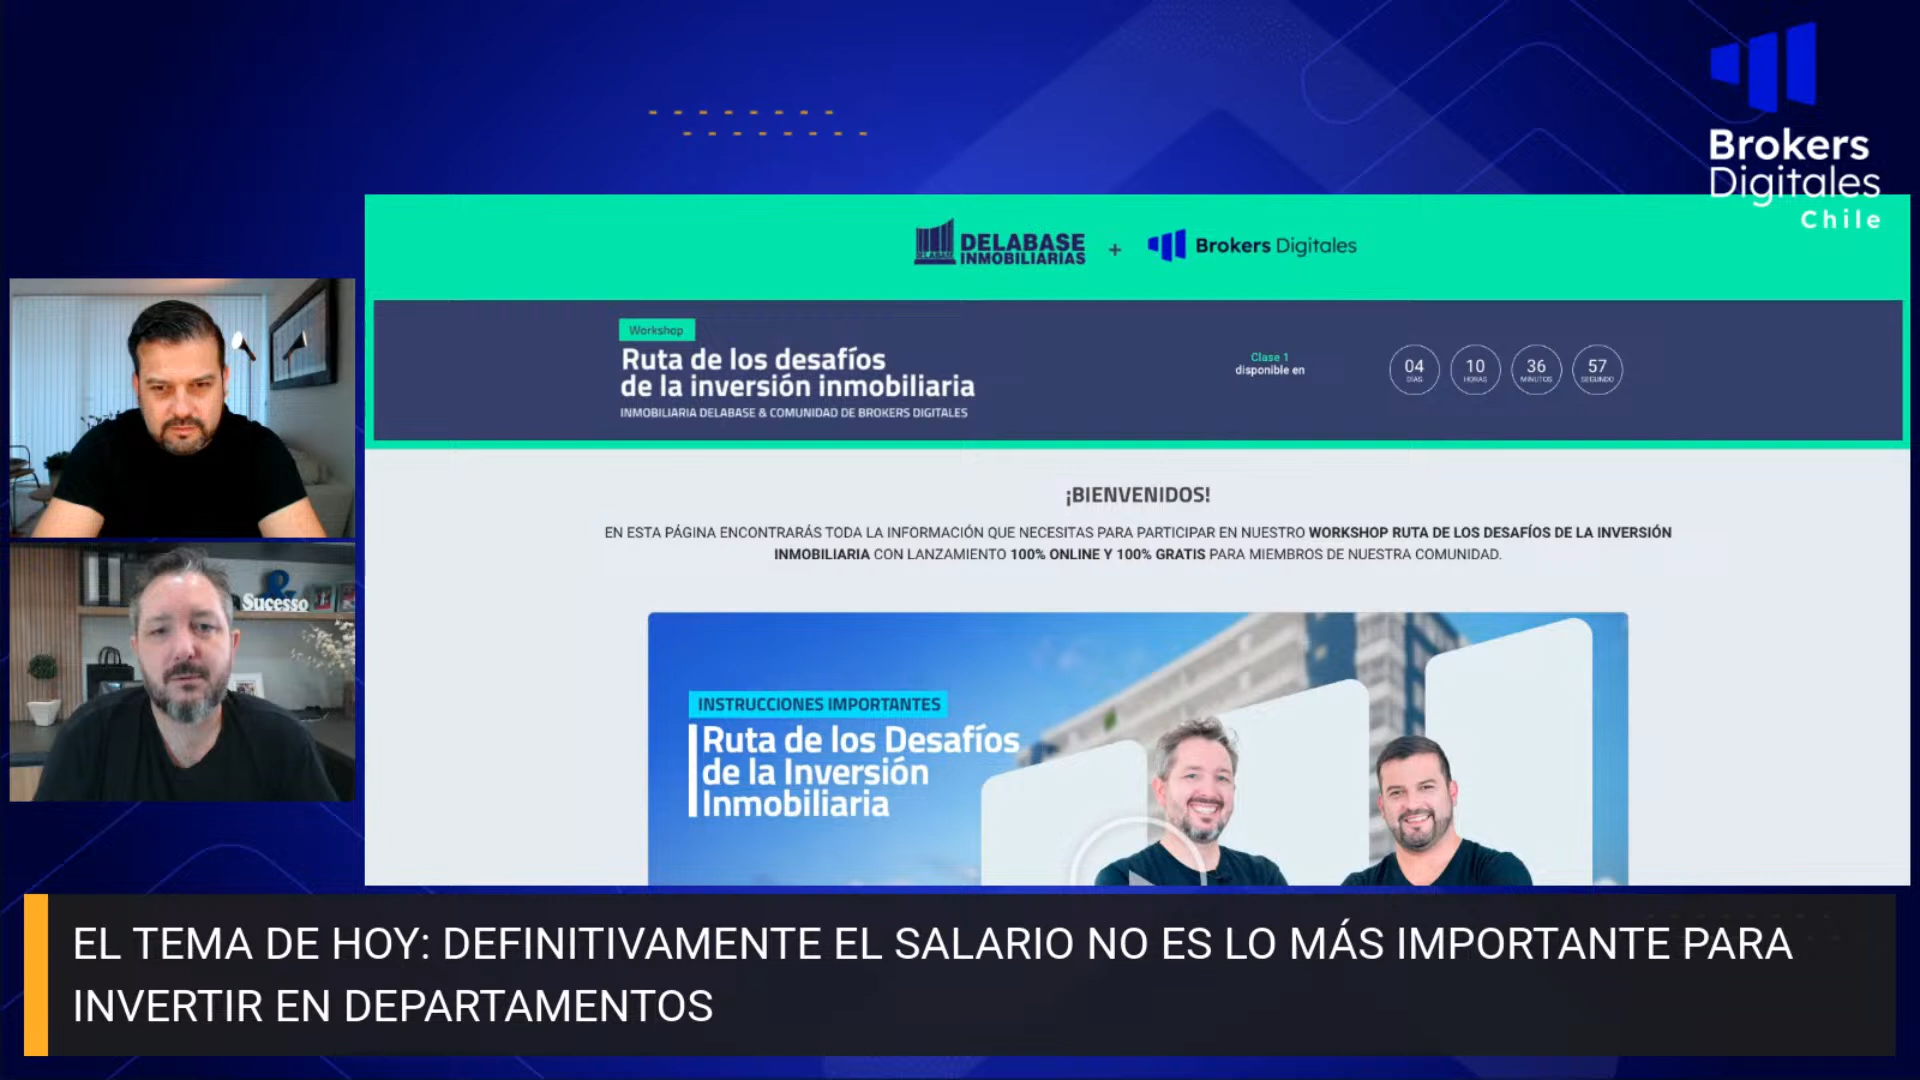 Brokers
Digitales
Chile
DELABASE
INMOBILIARIAS
+
Brokers Digitales
Workshop
Ruta de los desafíos
de la inversión inmobiliaria
INMOBILIARIA DELABASE & COMUNIDAD DE BROKERS DIGITALES
Clase 1
disponible en
04 10 36 57
DÍAS HORAS MINUTOS SEGUNDO
¡BIENVENIDOS!
EN ESTA PÁGINA ENCONTRARÁS TODA LA INFORMACIÓN QUE NECESITAS PARA PARTICIPAR EN NUESTRO WORKSHOP RUTA DE LOS DESAFÍOS DE LA INVERSIÓN
INMOBILIARIA CON LANZAMIENTO 100% ONLINE Y 100% GRATIS PARA MIEMBROS DE NUESTRA COMUNIDAD.
&
Sucesso
INSTRUCCIONES IMPORTANTES
Ruta de los Desafíos
de la Inversión
Inmobiliaria
EL TEMA DE HOY: DEFINITIVAMENTE EL SALARIO NO ES LO MÁS IMPORTANTE PARA
INVERTIR EN DEPARTAMENTOS